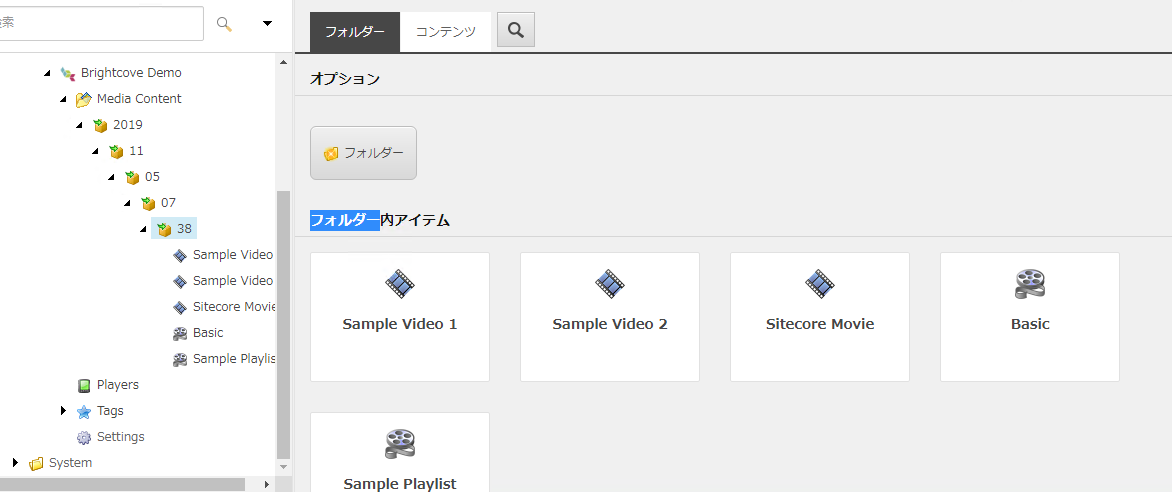 検索
Brightcove Demo
Media Content
2019
11
05
07
38
Sample Video
Sample Video
Sitecore Movie
Basic
Sample Playlis
Players
Tags
Settings
System
フォルダー コンテンツ
オプション
フォルダー
フォルダー内アイテム
Sample Video 1
Sample Video 2
Sitecore Movie
Basic
Sample Playlist